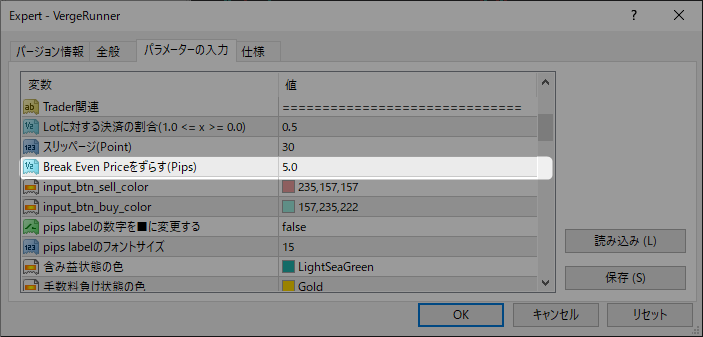 Expert - VergeRunner
バージョン情報 全般 パラメーターの入力 仕様
変数 値
ab Trader関連 ==============================
½ Lotに対する決済の割合(1.0 <= x >= 0.0) 0.5
123 スリッページ(Point) 30
½ Break Even Priceをずらす(Pips) 5.0
input_btn_sell_color 235,157,157
input_btn_buy_color 157,235,222
pips labelの数字を■に変更する false
123 pips labelのフォントサイズ 15
読み込み (L)
含み益状態の色 LightSeaGreen
保存 (S)
手数料負け状態の色 Gold
OK キャンセル リセット